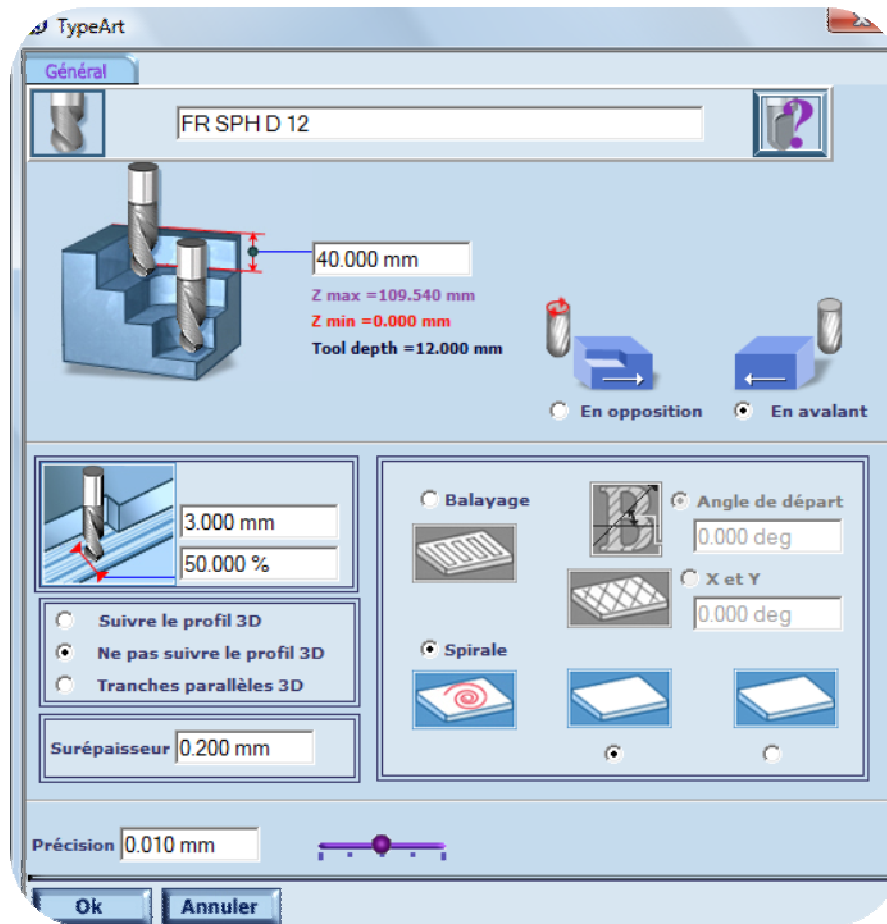 TypeArt
Général
FR SPH D 12
?
40.000 mm
Z max =109.540 mm
Z min =0.000 mm
Tool depth =12.000 mm
En opposition
En avalant
3.000 mm
50.000 %
Balayage
Angle de départ
0.000 deg
X et Y
0.000 deg
Suivre le profil 3D
Ne pas suivre le profil 3D
Tranches parallèles 3D
Spirale
Surépaisseur 0.200 mm
Précision 0.010 mm
Ok
Annuler